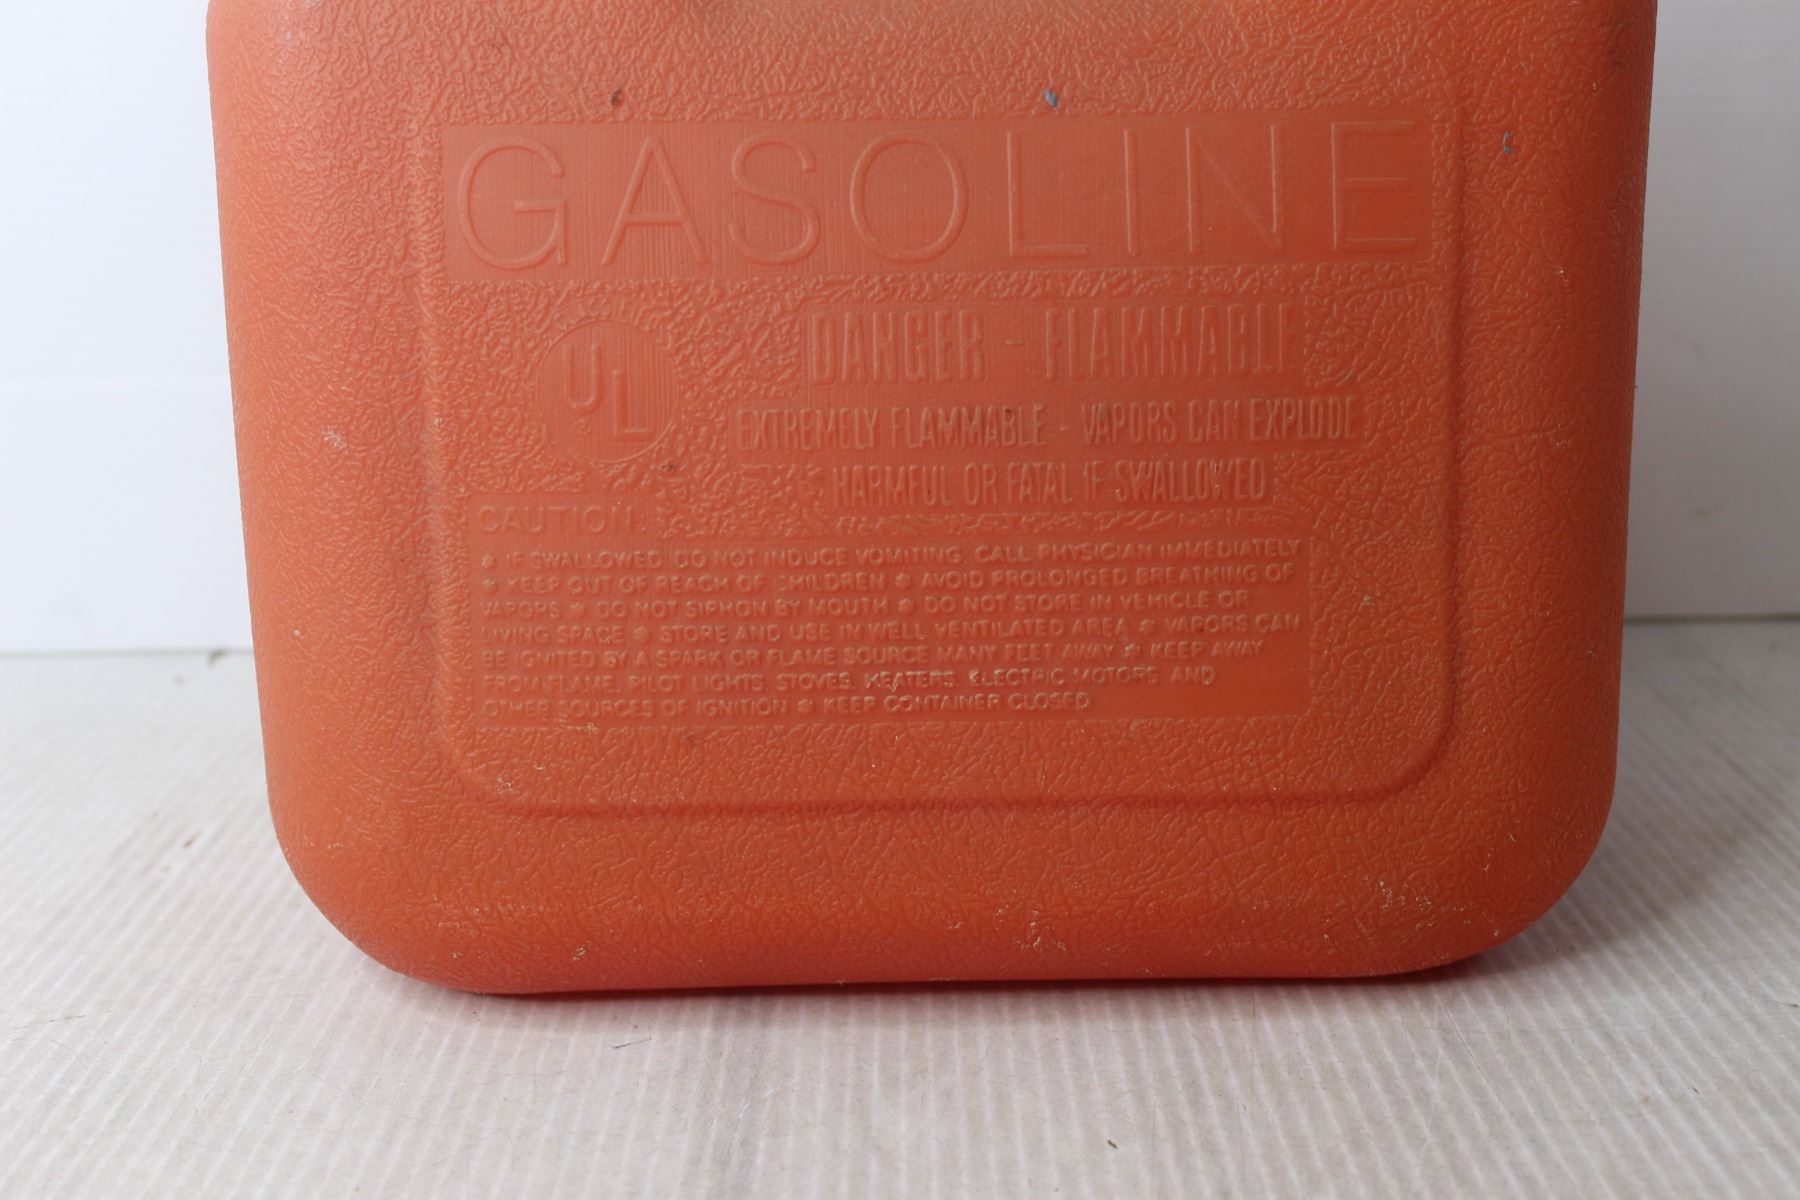 GASOLINE
UL
DANGER - FLAMMABLE
EXTREMELY FLAMMABLE - VAPORS CAN EXPLODE
HARMFUL OR FATAL IF SWALLOWED
CAUTION:
* IF SWALLOWED DO NOT INDUCE VOMITING, CALL PHYSICIAN IMMEDIATELY
* KEEP OUT OF REACH OF CHILDREN * AVOID PROLONGED BREATHING OF
VAPORS * DO NOT SIPHON BY MOUTH * DO NOT STORE IN VEHICLE OR
LIVING SPACE * STORE AND USE IN WELL VENTILATED AREA * VAPORS CAN
BE IGNITED BY A SPARK OR FLAME SOURCE MANY FEET AWAY * KEEP AWAY
FROM FLAME, PILOT LIGHTS, STOVES, HEATERS, ELECTRIC MOTORS AND
OTHER SOURCES OF IGNITION * KEEP CONTAINER CLOSED